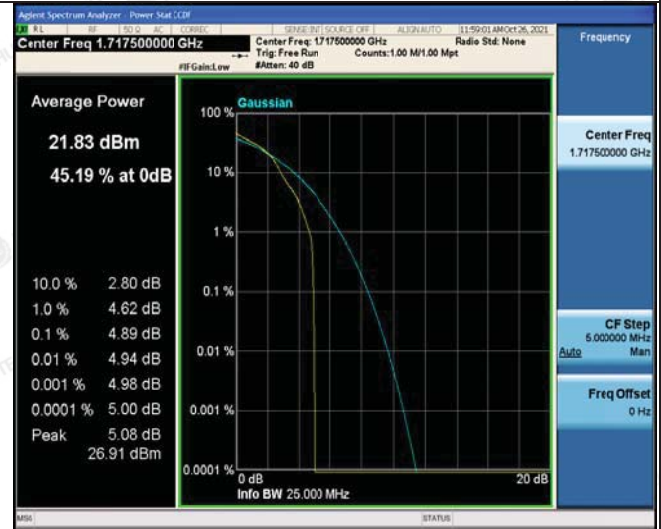 Agilent Spectrum Analyzer - Power Stat CCDF
RL RF 50 Ω AC CORREC SENSE:INT SOURCE OFF ALIGN AUTO 11:59:01 AM Oct 26, 2021
Center Freq 1.717500000 GHz
Center Freq: 1.717500000 GHz Radio Std: None
Trig: Free Run Counts:1.00 M/1.00 Mpt
#IFGain:Low #Atten: 40 dB
Frequency
Average Power
21.83 dBm
45.19 % at 0dB
10.0 % 2.80 dB
1.0 % 4.62 dB
0.1 % 4.89 dB
0.01 % 4.94 dB
0.001 % 4.98 dB
0.0001 % 5.00 dB
Peak 5.08 dB
26.91 dBm
Gaussian
100 %
10 %
1 %
0.1 %
0.01 %
0.001 %
0.0001 %
0 dB 20 dB
Info BW 25.000 MHz
Center Freq
1.717500000 GHz
CF Step
5.000000 MHz
Auto Man
Freq Offset
0 Hz
MSG STATUS